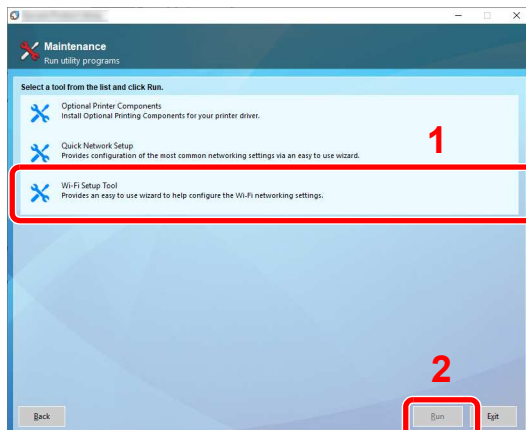 Maintenance
Run utility programs
Select a tool from the list and click Run.
Optional Printer Components
Install Optional Printing Components for your printer driver.
1
Quick Network Setup
Provides configuration of the most common networking settings via an easy to use wizard.
Wi-Fi Setup Tool
Provides an easy to use wizard to help configure the Wi-Fi networking settings.
2
Back
Run
Exit